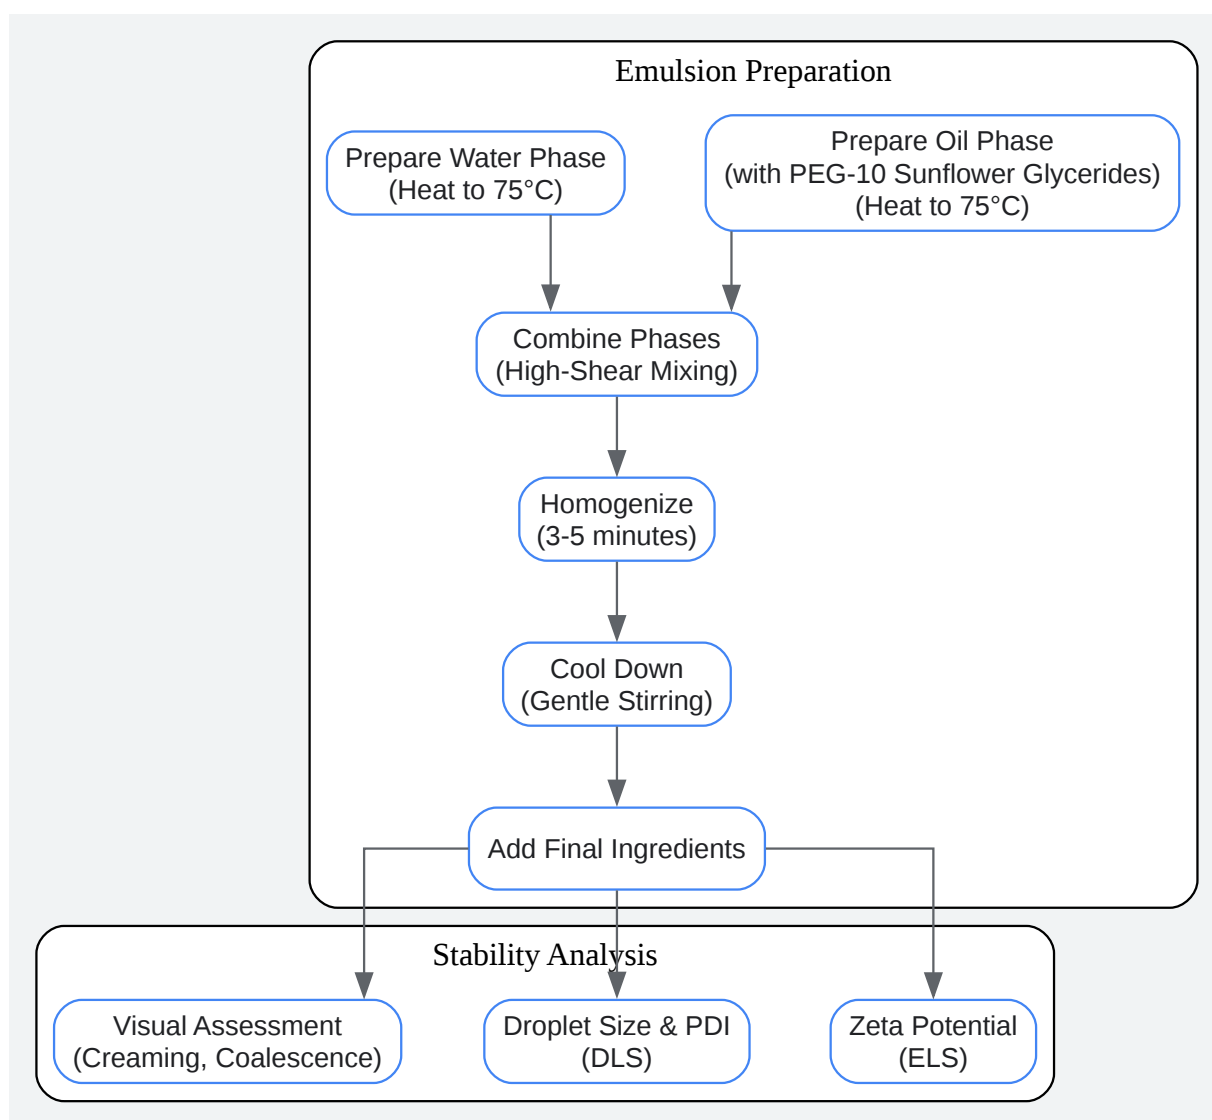 Emulsion Preparation
Prepare Water Phase
(Heat to 75°C)
Prepare Oil Phase
(with PEG-10 Sunflower Glycerides)
(Heat to 75°C)
Combine Phases
(High-Shear Mixing)
Homogenize
(3-5 minutes)
Cool Down
(Gentle Stirring)
Add Final Ingredients
Stability Analysis
Visual Assessment
(Creaming, Coalescence)
Droplet Size & PDI
(DLS)
Zeta Potential
(ELS)